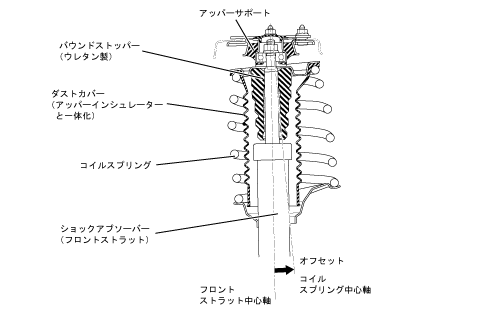 アッパーサポート
バウンドストッパー
（ウレタン製）
ダストカバー
（アッパーインシュレーター
と一体化）
コイルスプリング
ショックアブソーバー
（フロントストラット）
オフセット
フロント
ストラット中心軸
コイル
スプリング中心軸